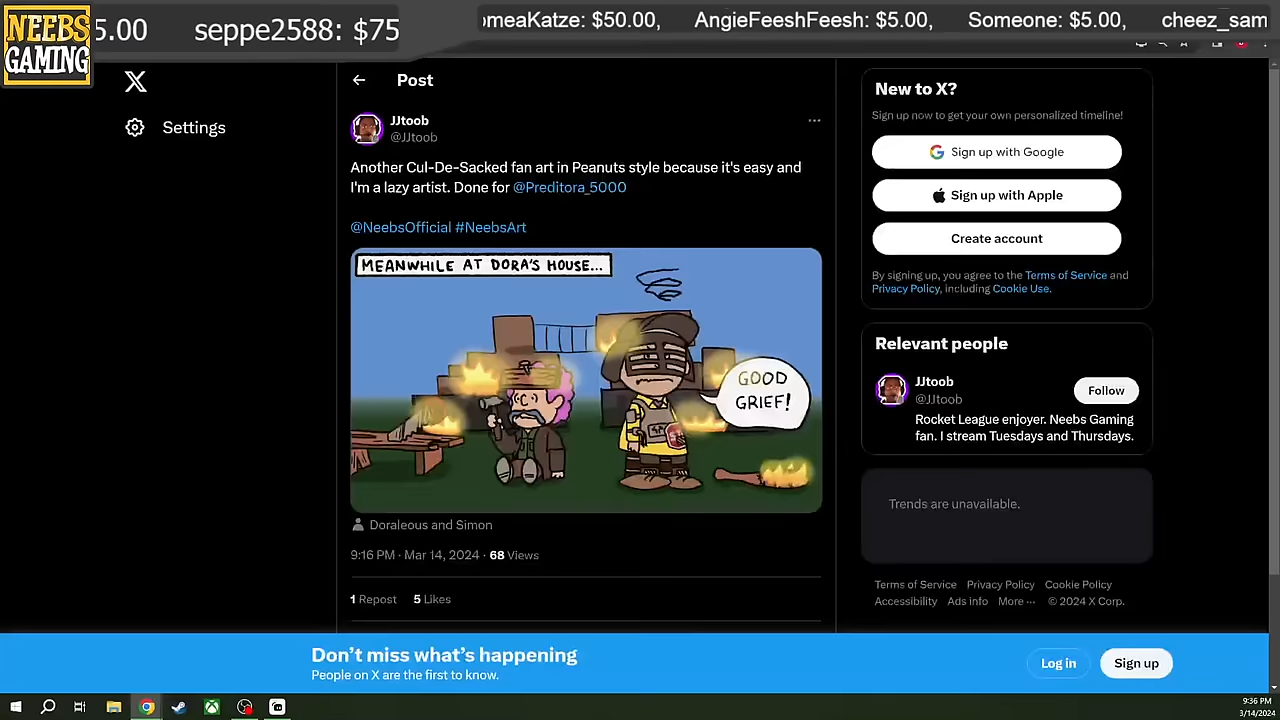 NEEBS
GAMING
5.00 seppe2588: $75
omeaKatze: $50.00, AngieFeeshFeesh: $5.00, Someone: $5.00, cheez_sam
Settings
Post
JJtoob
@JJtoob
Another Cul-De-Sacked fan art in Peanuts style because it's easy and
I'm a lazy artist. Done for @Preditora_5000
@NeebsOfficial #NeebsArt
MEANWHILE AT DORA'S HOUSE...
GOOD
GRIEF!
Doraleous and Simon
9:16 PM · Mar 14, 2024 · 68 Views
1 Repost 5 Likes
New to X?
Sign up now to get your own personalized timeline!
Sign up with Google
Sign up with Apple
Create account
By signing up, you agree to the Terms of Service and
Privacy Policy, including Cookie Use.
Relevant people
JJtoob
@JJtoob
Follow
Rocket League enjoyer. Neebs Gaming
fan. I stream Tuesdays and Thursdays.
Trends are unavailable.
Terms of Service Privacy Policy Cookie Policy
Accessibility Ads info More ··· © 2024 X Corp.
Don’t miss what’s happening
People on X are the first to know.
Log in
Sign up
9:36 PM
3/14/2024